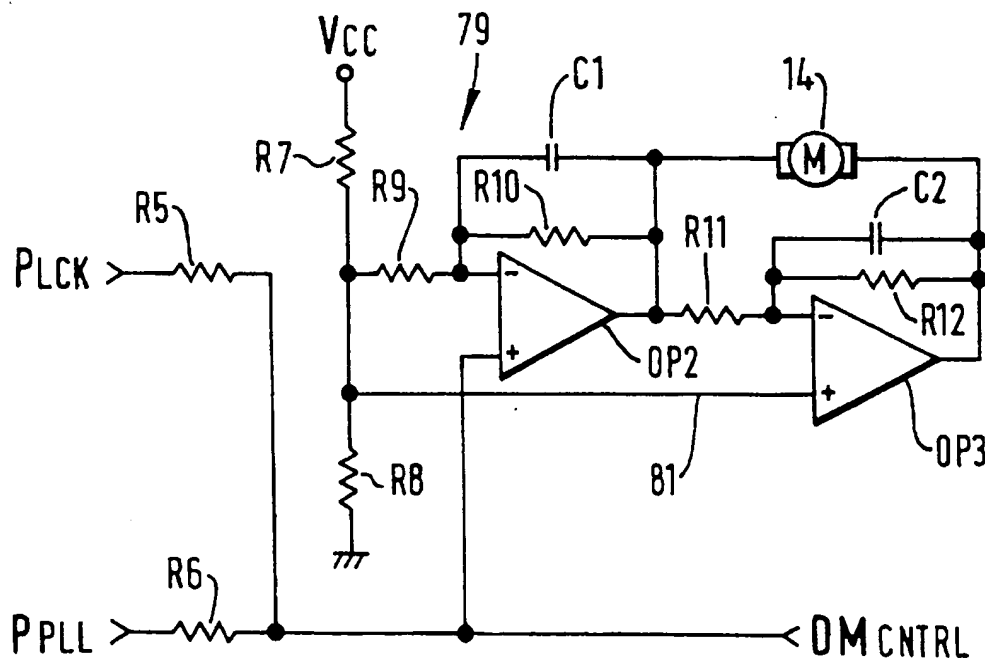 VCC
79
C1
14
M
R7
R9
R10
R11
C2
R5
PLCK
−
+
OP2
−
+
R12
OP3
81
R8
R6
PPLL
DMCNTRL